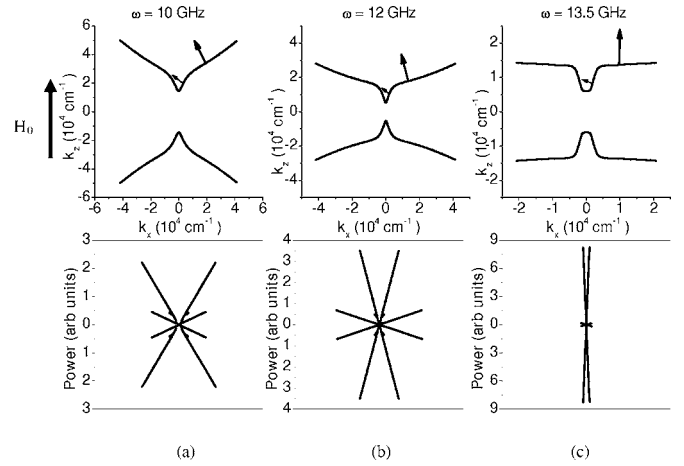 ω = 10 GHz
ω = 12 GHz
ω = 13.5 GHz
H₀
k_z (10⁴ cm⁻¹)
6
4
2
0
-2
-4
-6
-6 -4 -2 0 2 4 6
k_x (10⁴ cm⁻¹)
k_z (10⁴ cm⁻¹)
4
2
0
-2
-4
-4 -2 0 2 4
k_x (10⁴ cm⁻¹)
k_z (10⁴ cm⁻¹)
2
1
0
-1
-2
-2 -1 0 1 2
k_x (10⁴ cm⁻¹)
Power (arb units)
3
2
1
0
1
2
3
Power (arb units)
4
3
2
1
0
1
2
3
4
Power (arb units)
9
6
3
0
3
6
9
(a)
(b)
(c)